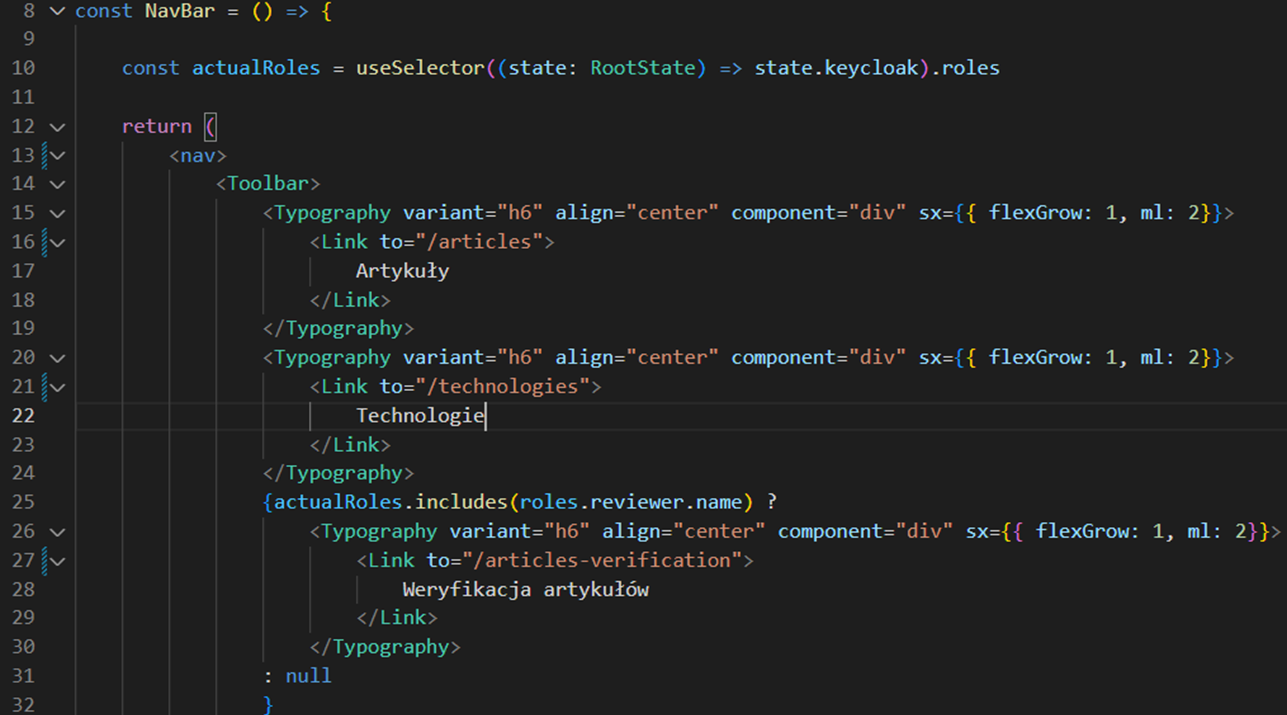 8 const NavBar = () => {
9
10 const actualRoles = useSelector((state: RootState) => state.keycloak).roles
11
12 return (
13 <nav>
14 <Toolbar>
15 <Typography variant="h6" align="center" component="div" sx={{ flexGrow: 1, ml: 2}}>
16 <Link to="/articles">
17 Artykuły
18 </Link>
19 </Typography>
20 <Typography variant="h6" align="center" component="div" sx={{ flexGrow: 1, ml: 2}}>
21 <Link to="/technologies">
22 Technologie
23 </Link>
24 </Typography>
25 {actualRoles.includes(roles.reviewer.name) ?
26 <Typography variant="h6" align="center" component="div" sx={{ flexGrow: 1, ml: 2}}>
27 <Link to="/articles-verification">
28 Weryfikacja artykułów
29 </Link>
30 </Typography>
31 : null
32 }